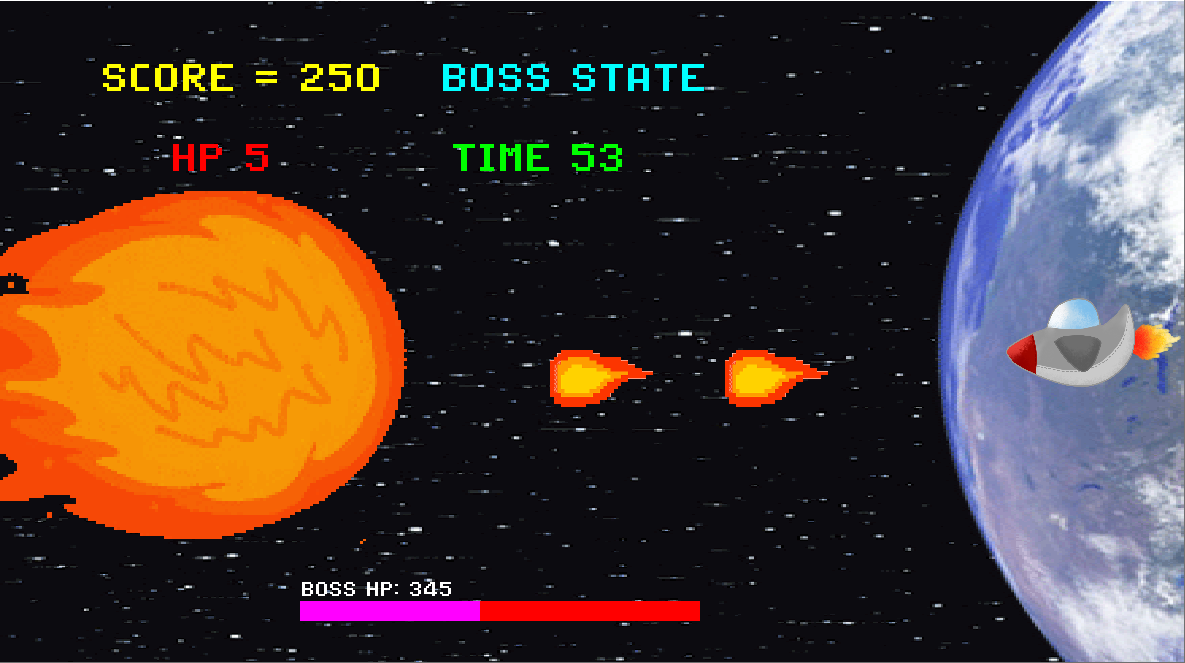 SCORE = 250 BOSS STATE
HP 5 TIME 53
BOSS HP: 345